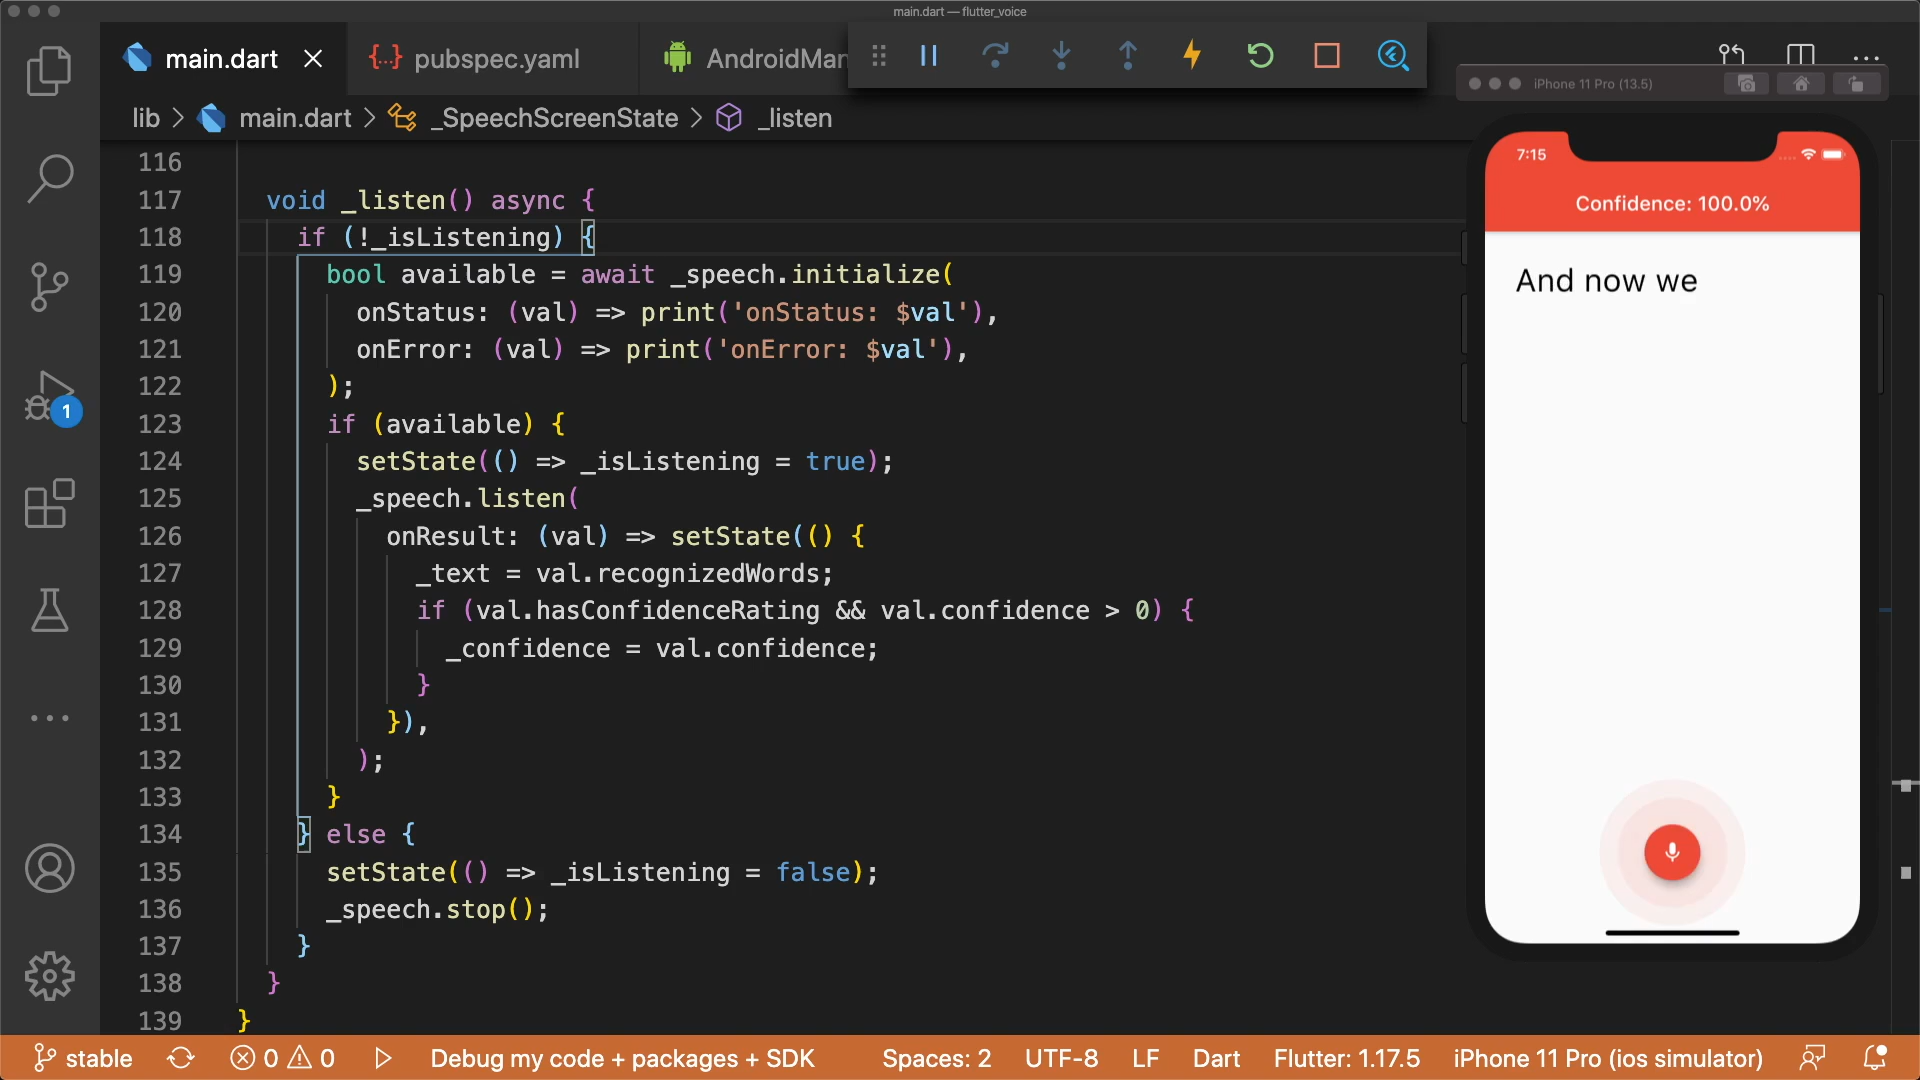 main.dart — flutter_voice
main.dart
{..} pubspec.yaml
AndroidMan
lib > main.dart > _SpeechScreenState > _listen
116
117 void _listen() async {
118 if (!_isListening) {
119 bool available = await _speech.initialize(
120 onStatus: (val) => print('onStatus: $val'),
121 onError: (val) => print('onError: $val'),
122 );
123 if (available) {
124 setState(() => _isListening = true);
125 _speech.listen(
126 onResult: (val) => setState(() {
127 _text = val.recognizedWords;
128 if (val.hasConfidenceRating && val.confidence > 0) {
129 _confidence = val.confidence;
130 }
131 }),
132 );
133 }
134 } else {
135 setState(() => _isListening = false);
136 _speech.stop();
137 }
138 }
139 }
1
iPhone 11 Pro (13.5)
7:15
Confidence: 100.0%
And now we
stable 0 0 Debug my code + packages + SDK Spaces: 2 UTF-8 LF Dart Flutter: 1.17.5 iPhone 11 Pro (ios simulator)